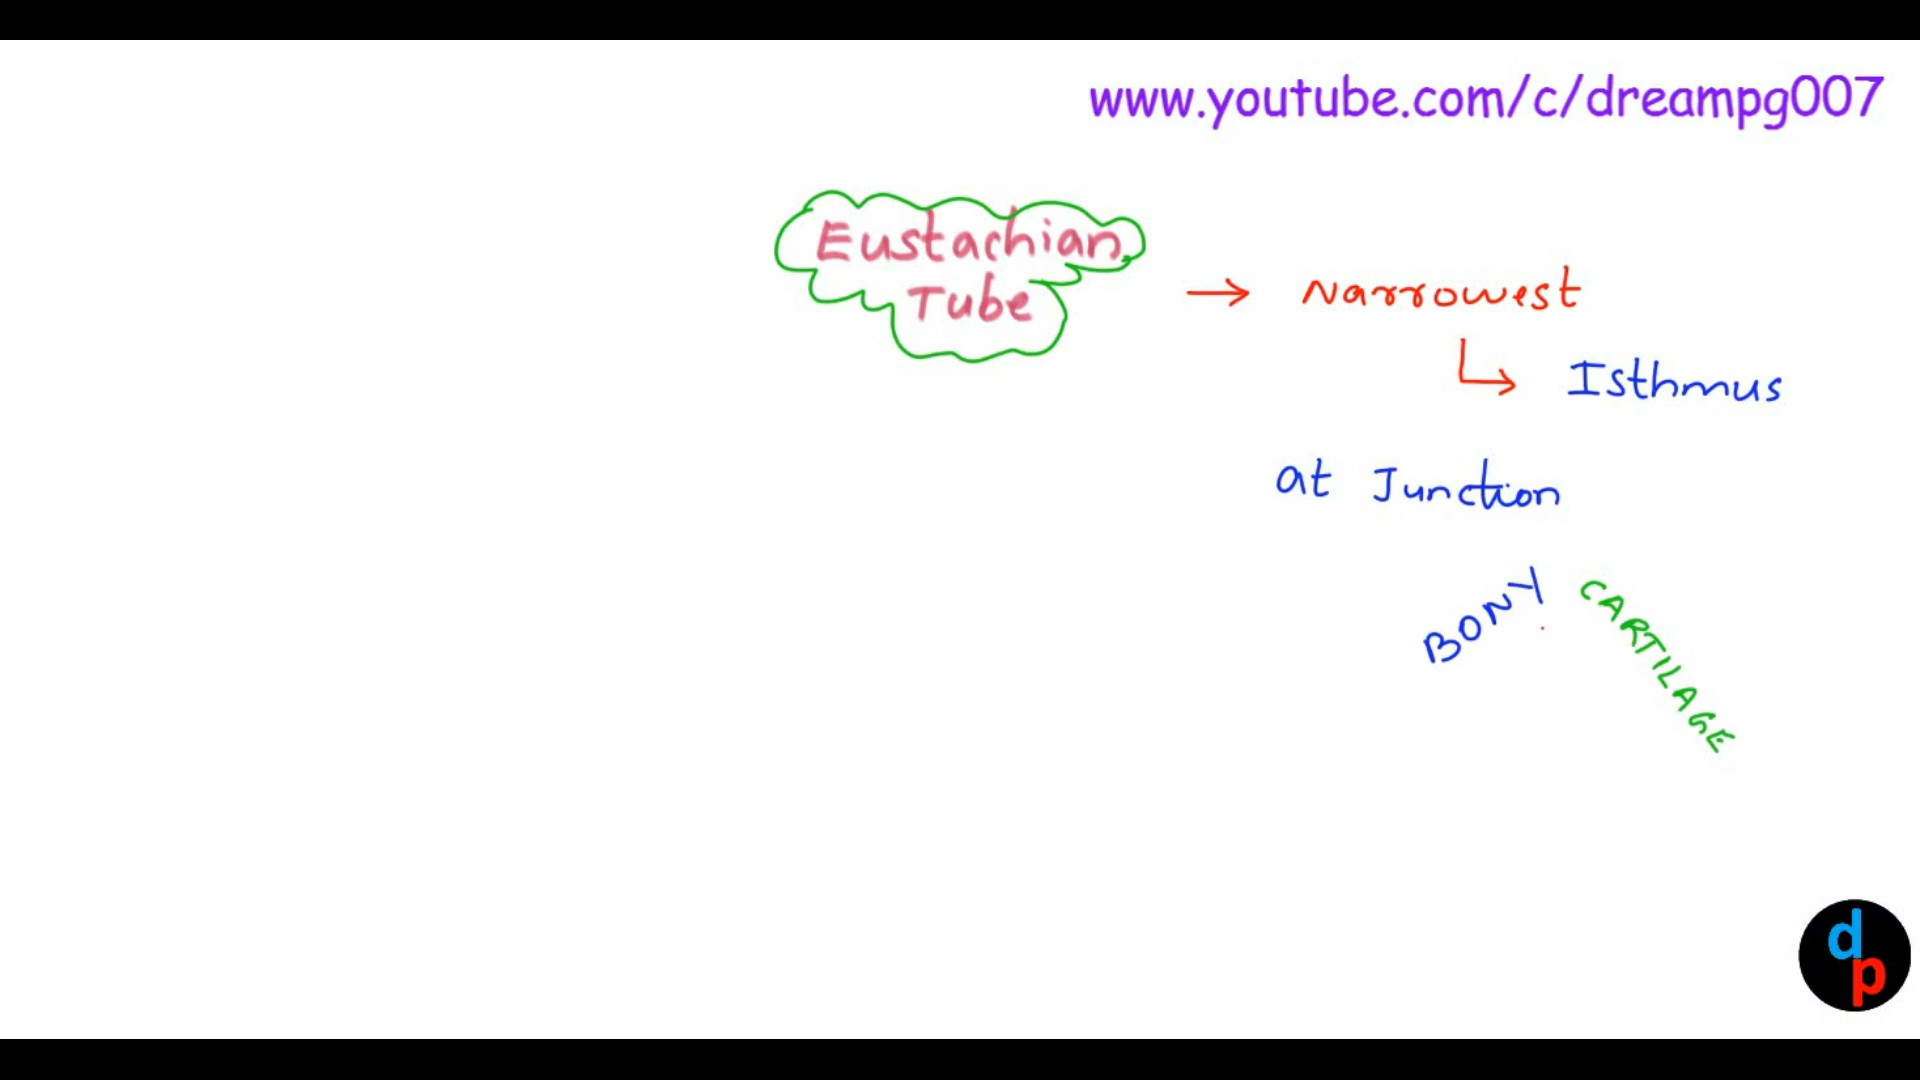 www.youtube.com/c/dreampg007
Eustachian
Tube
→ Narrowest
↳ Isthmus
at Junction
BONY CARTILAGE
dp